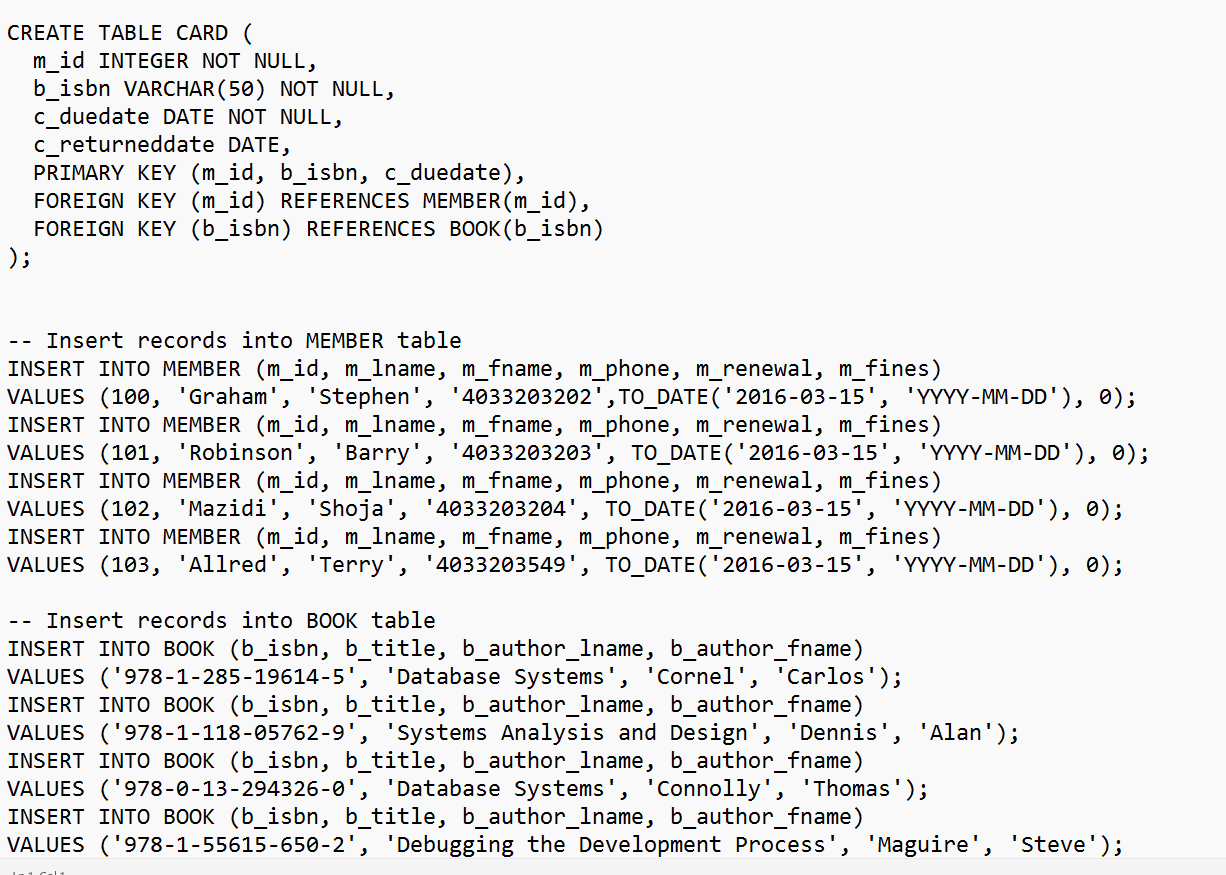 CREATE TABLE CARD (
  m_id INTEGER NOT NULL,
  b_isbn VARCHAR(50) NOT NULL,
  c_duedate DATE NOT NULL,
  c_returneddate DATE,
  PRIMARY KEY (m_id, b_isbn, c_duedate),
  FOREIGN KEY (m_id) REFERENCES MEMBER(m_id),
  FOREIGN KEY (b_isbn) REFERENCES BOOK(b_isbn)
);
-- Insert records into MEMBER table
INSERT INTO MEMBER (m_id, m_lname, m_fname, m_phone, m_renewal, m_fines)
VALUES (100, 'Graham', 'Stephen', '4033203202',TO_DATE('2016-03-15', 'YYYY-MM-DD'), 0);
INSERT INTO MEMBER (m_id, m_lname, m_fname, m_phone, m_renewal, m_fines)
VALUES (101, 'Robinson', 'Barry', '4033203203', TO_DATE('2016-03-15', 'YYYY-MM-DD'), 0);
INSERT INTO MEMBER (m_id, m_lname, m_fname, m_phone, m_renewal, m_fines)
VALUES (102, 'Mazidi', 'Shoja', '4033203204', TO_DATE('2016-03-15', 'YYYY-MM-DD'), 0);
INSERT INTO MEMBER (m_id, m_lname, m_fname, m_phone, m_renewal, m_fines)
VALUES (103, 'Allred', 'Terry', '4033203549', TO_DATE('2016-03-15', 'YYYY-MM-DD'), 0);
-- Insert records into BOOK table
INSERT INTO BOOK (b_isbn, b_title, b_author_lname, b_author_fname)
VALUES ('978-1-285-19614-5', 'Database Systems', 'Cornel', 'Carlos');
INSERT INTO BOOK (b_isbn, b_title, b_author_lname, b_author_fname)
VALUES ('978-1-118-05762-9', 'Systems Analysis and Design', 'Dennis', 'Alan');
INSERT INTO BOOK (b_isbn, b_title, b_author_lname, b_author_fname)
VALUES ('978-0-13-294326-0', 'Database Systems', 'Connolly', 'Thomas');
INSERT INTO BOOK (b_isbn, b_title, b_author_lname, b_author_fname)
VALUES ('978-1-55615-650-2', 'Debugging the Development Process', 'Maguire', 'Steve');